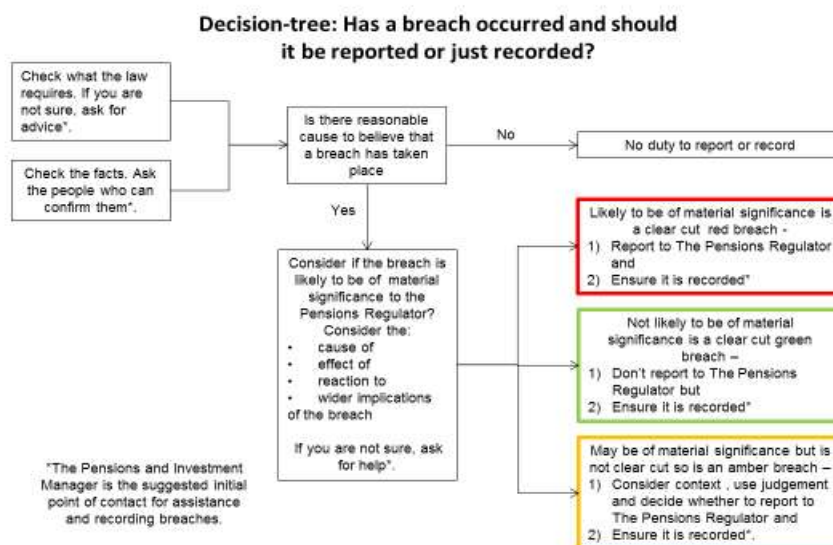 Decision-tree: Has a breach occurred and should
it be reported or just recorded?
Check what the law
requires. If you are
not sure, ask for
advice*.
Check the facts. Ask
the people who can
confirm them*.
Is there reasonable
cause to believe that
a breach has taken
place
No
No duty to report or record
Yes
Consider if the breach is
likely to be of material
significance to the
Pensions Regulator?
Consider the:
• cause of
• effect of
• reaction to
• wider implications
of the breach
If you are not sure, ask
for help*.
Likely to be of material significance is
a clear cut red breach -
1) Report to The Pensions Regulator
and
2) Ensure it is recorded*
Not likely to be of material
significance is a clear cut green
breach –
1) Don't report to The Pensions
Regulator but
2) Ensure it is recorded*
May be of material significance but is
not clear cut so is an amber breach –
1) Consider context , use judgement
and decide whether to report to
The Pensions Regulator and
2) Ensure it is recorded*.
*The Pensions and Investment
Manager is the suggested initial
point of contact for assistance
and recording breaches.